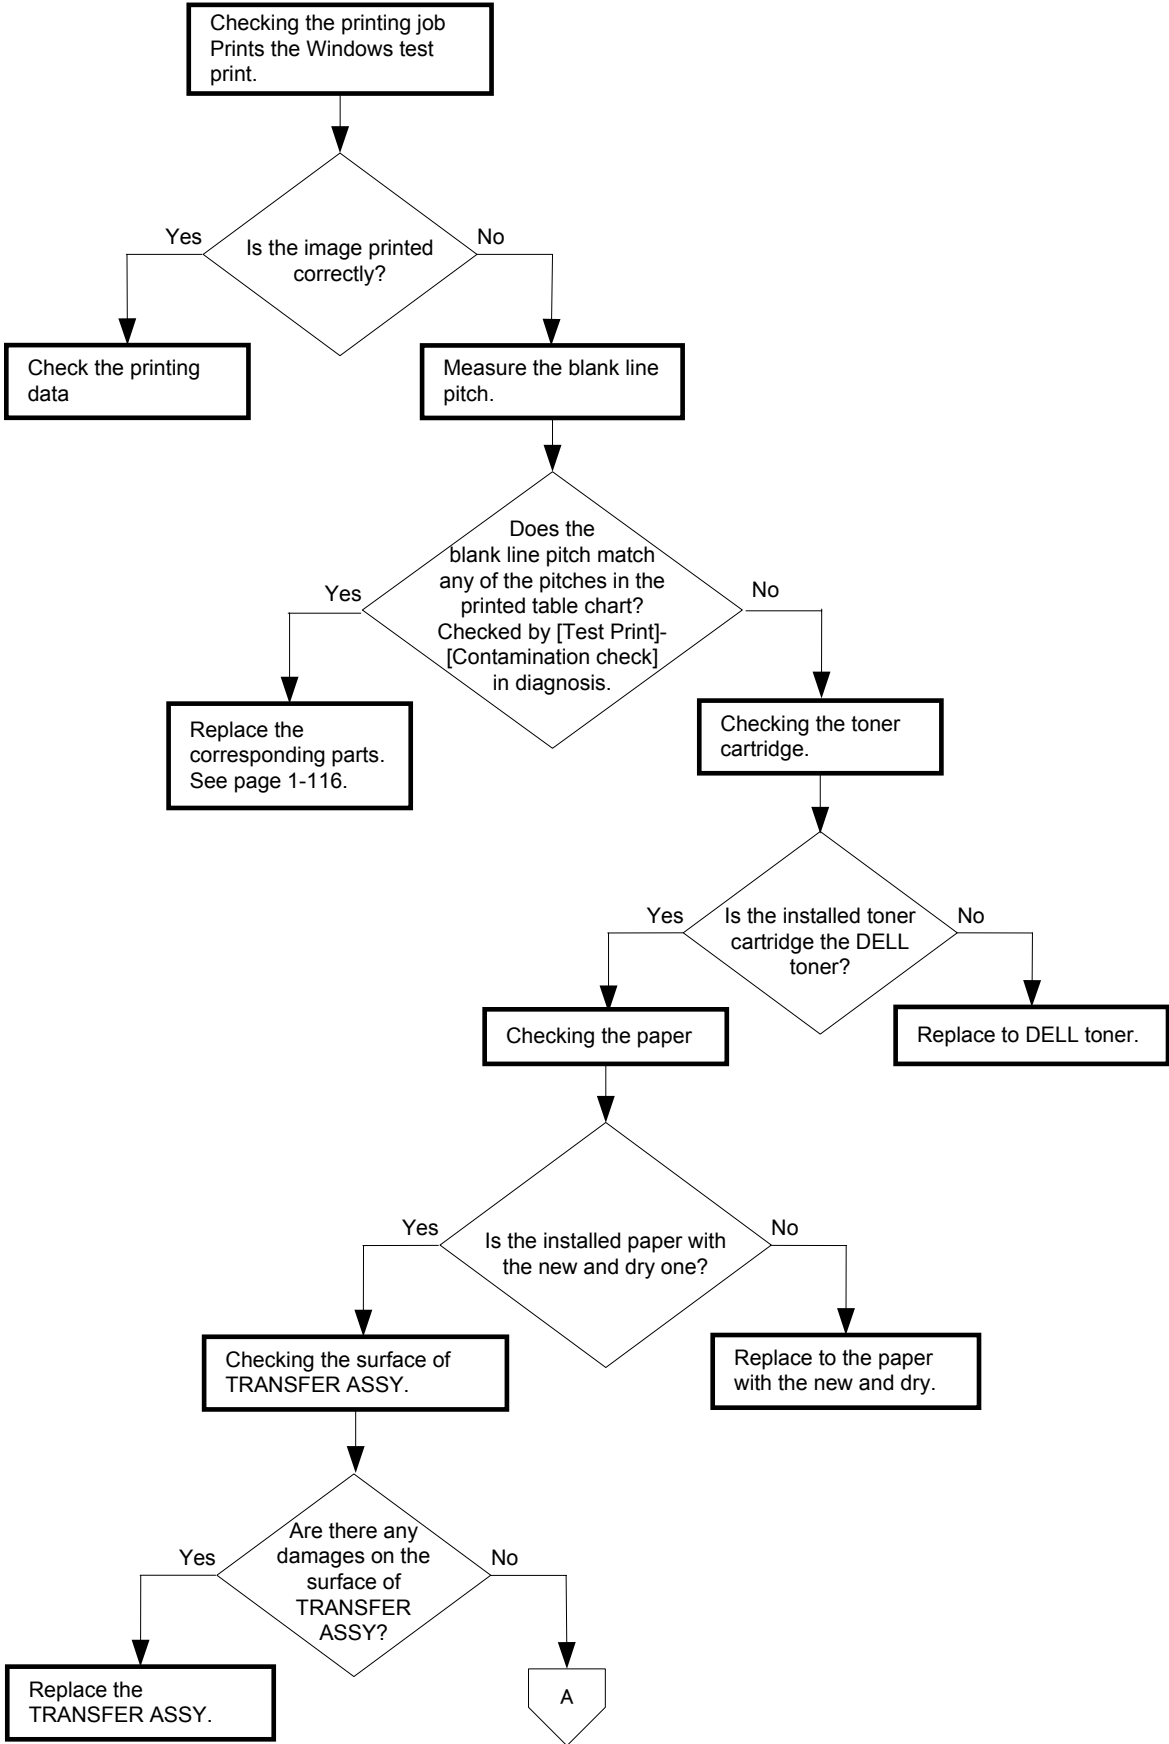 Checking the printing job
Prints the Windows test
print.
Yes
No
Is the image printed
correctly?
Check the printing
data
Measure the blank line
pitch.
Does the
blank line pitch match
any of the pitches in the
printed table chart?
Checked by [Test Print]-
[Contamination check]
in diagnosis.
Yes
No
Replace the
corresponding parts.
See page 1-116.
Checking the toner
cartridge.
Yes
No
Is the installed toner
cartridge the DELL
toner?
Checking the paper
Replace to DELL toner.
Yes
No
Is the installed paper with
the new and dry one?
Checking the surface of
TRANSFER ASSY.
Replace to the paper
with the new and dry.
Are there any
damages on the
surface of
TRANSFER
ASSY?
Yes
No
Replace the
TRANSFER ASSY.
A